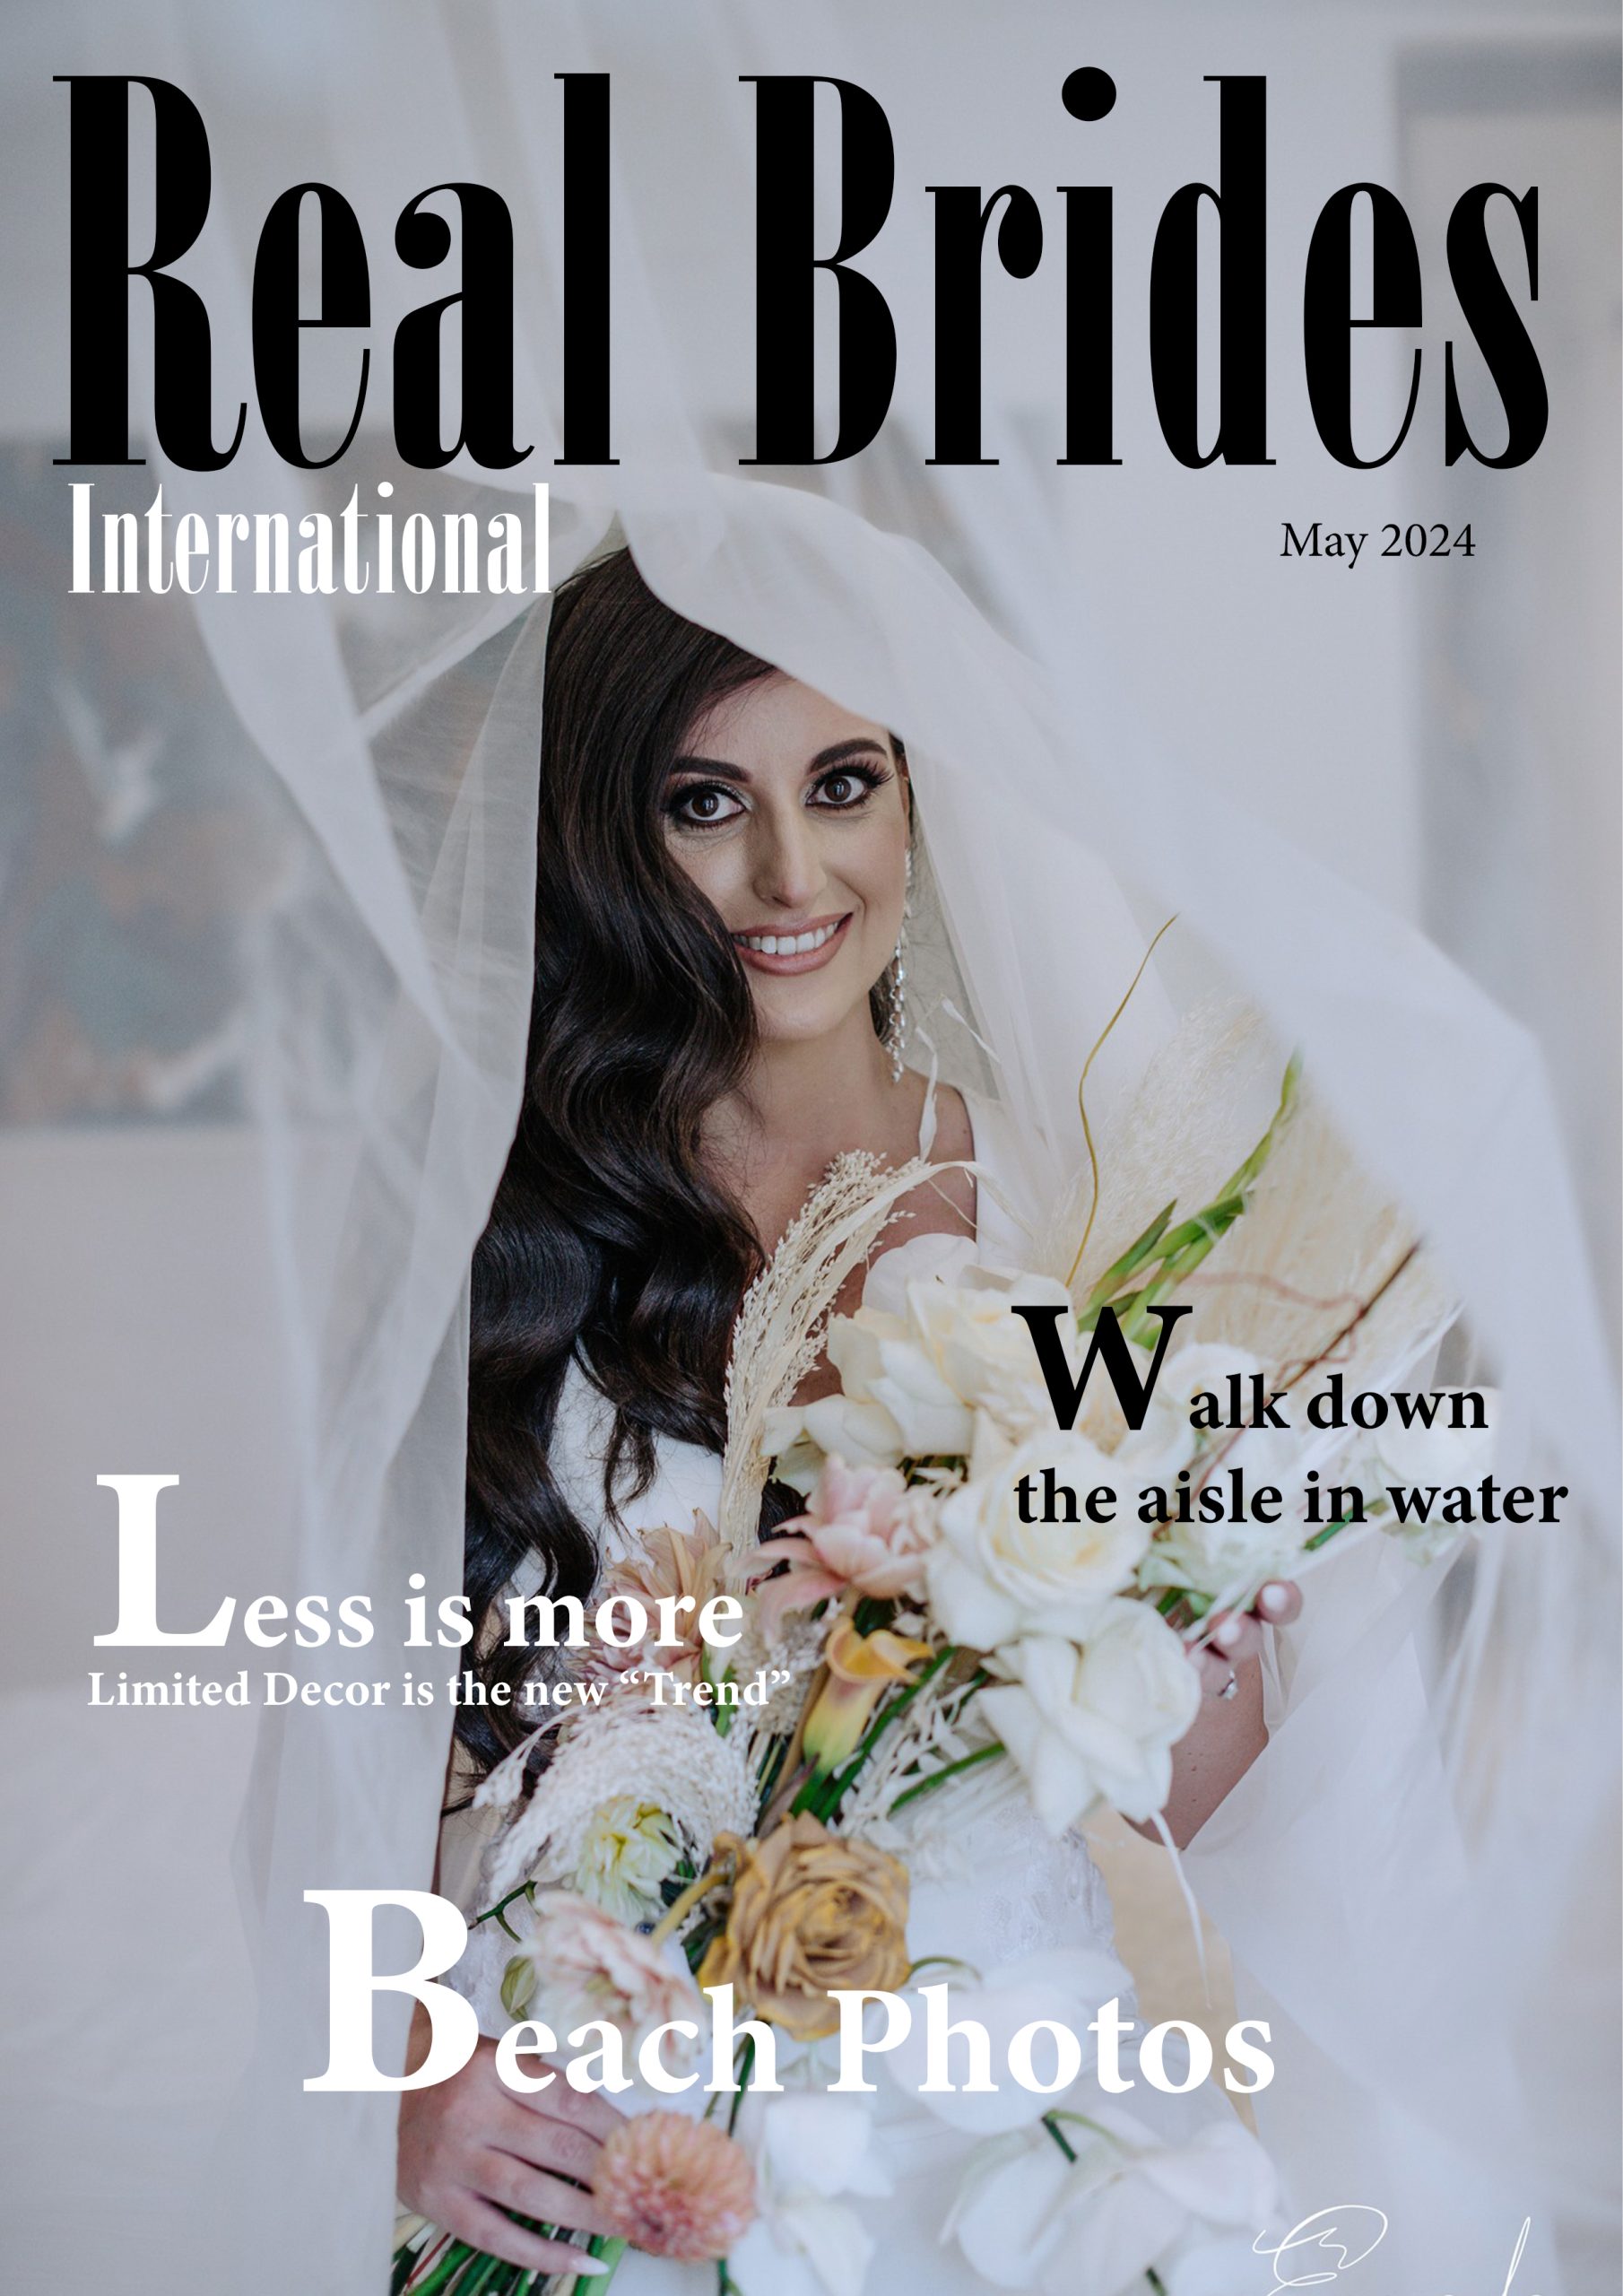 Real Brides
International
May 2024
Walk down
the aisle in water
Less is more
Limited Decor is the new “Trend”
Beach Photos